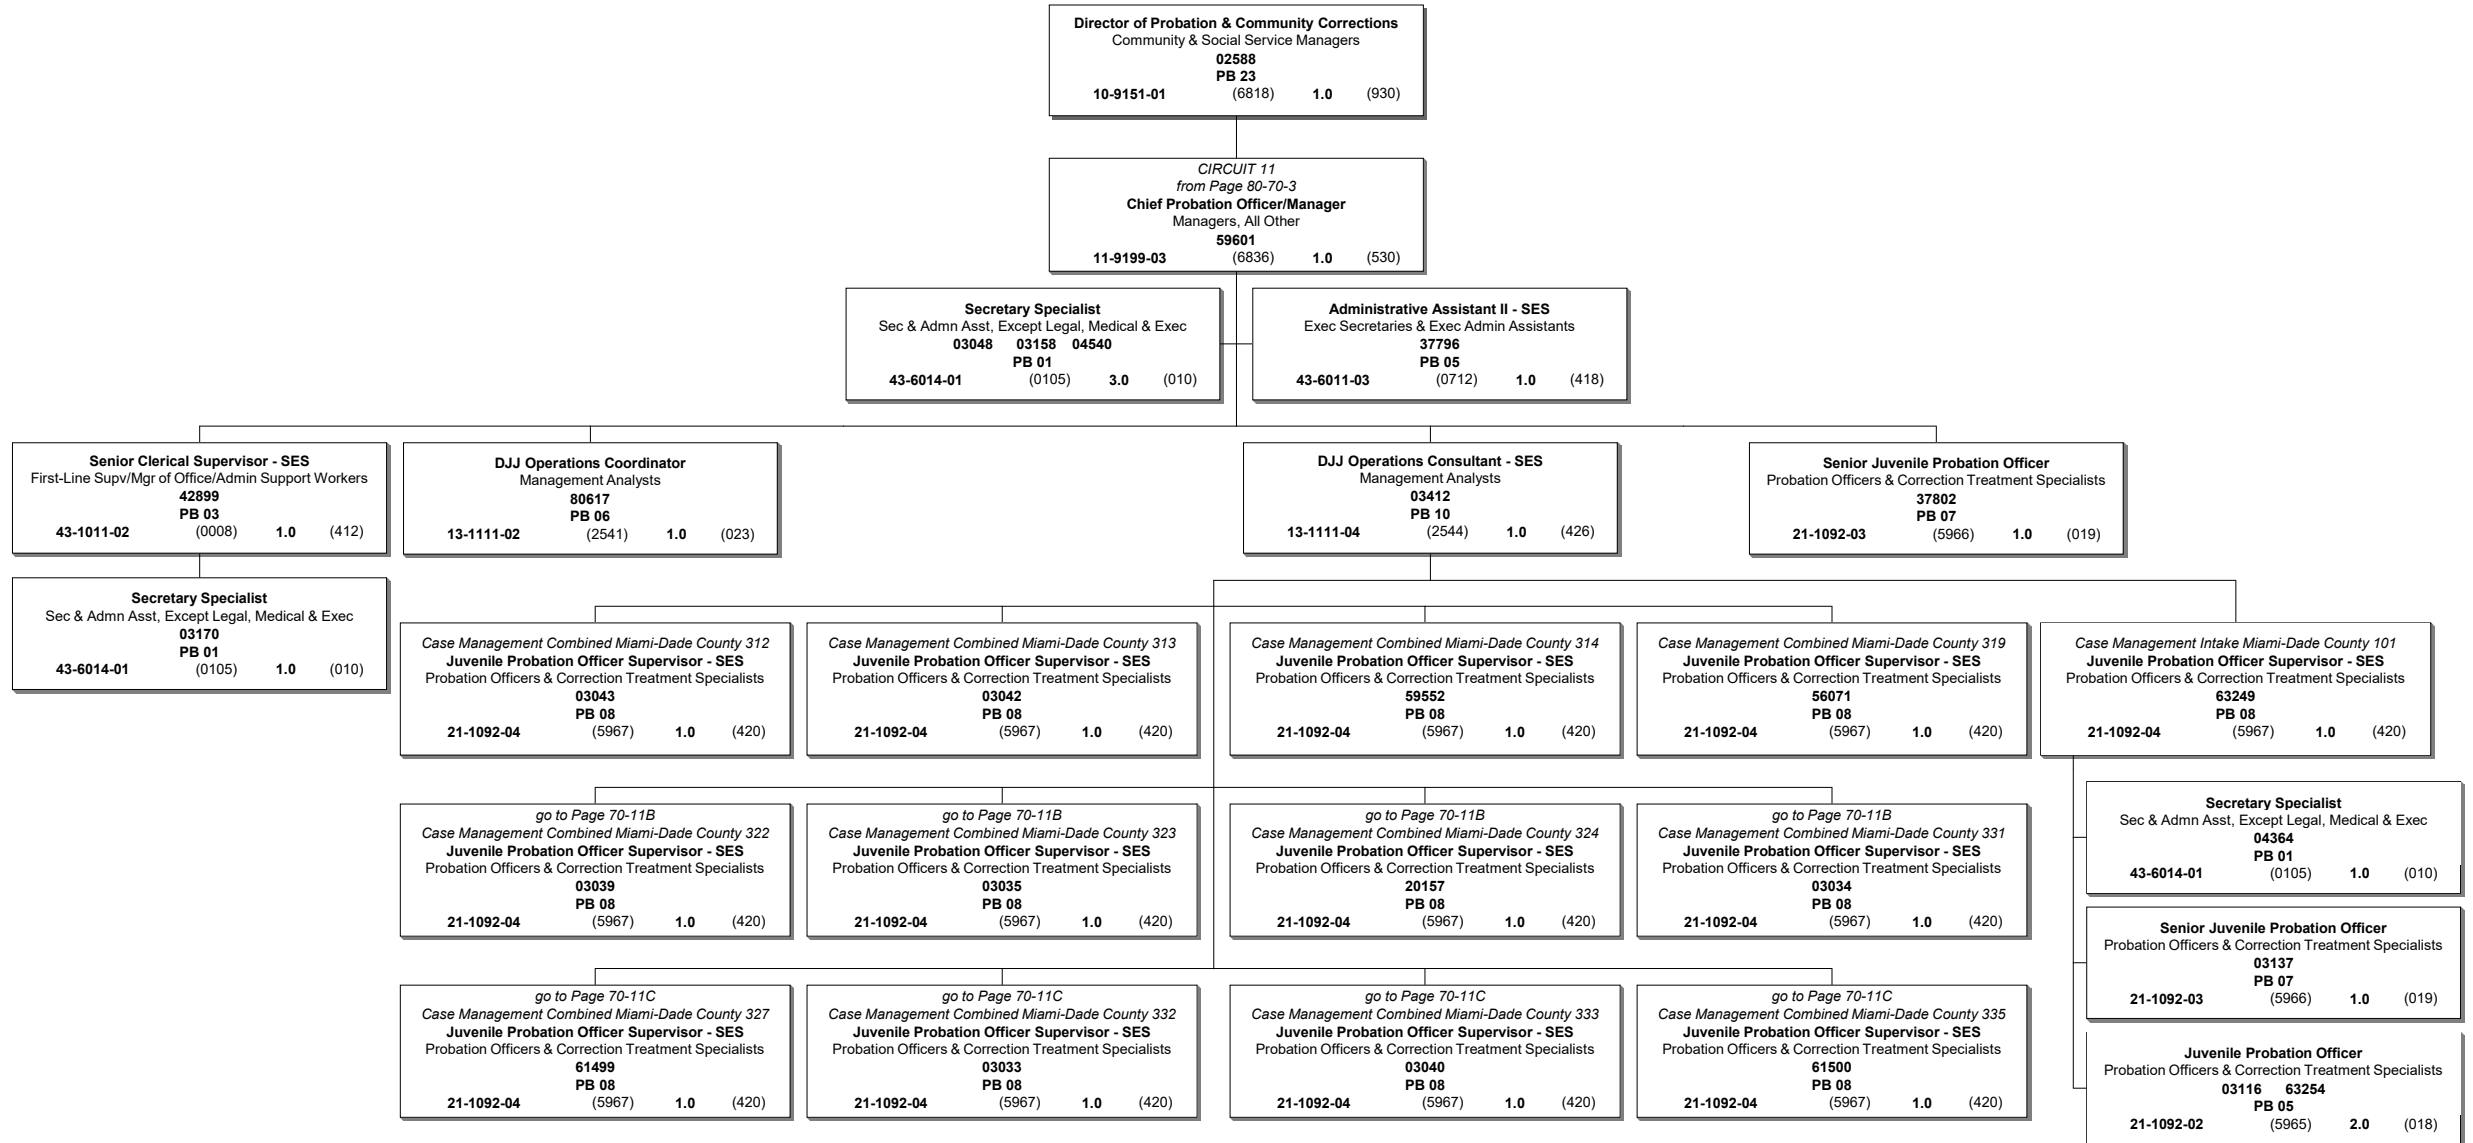 Director of Probation & Community Corrections
Community & Social Service Managers
02588
PB 23
10-9151-01 (6818) 1.0 (930)
CIRCUIT 11
from Page 80-70-3
Chief Probation Officer/Manager
Managers, All Other
59601
11-9199-03 (6836) 1.0 (530)
Secretary Specialist
Sec & Admn Asst, Except Legal, Medical & Exec
03048 03158 04540
PB 01
43-6014-01 (0105) 3.0 (010)
Administrative Assistant II - SES
Exec Secretaries & Exec Admin Assistants
37796
PB 05
43-6011-03 (0712) 1.0 (418)
Senior Clerical Supervisor - SES
First-Line Supv/Mgr of Office/Admin Support Workers
42899
PB 03
43-1011-02 (0008) 1.0 (412)
DJJ Operations Coordinator
Management Analysts
80617
PB 06
13-1111-02 (2541) 1.0 (023)
DJJ Operations Consultant - SES
Management Analysts
03412
PB 10
13-1111-04 (2544) 1.0 (426)
Senior Juvenile Probation Officer
Probation Officers & Correction Treatment Specialists
37802
PB 07
21-1092-03 (5966) 1.0 (019)
Secretary Specialist
Sec & Admn Asst, Except Legal, Medical & Exec
03170
PB 01
43-6014-01 (0105) 1.0 (010)
Case Management Combined Miami-Dade County 312
Juvenile Probation Officer Supervisor - SES
Probation Officers & Correction Treatment Specialists
03043
PB 08
21-1092-04 (5967) 1.0 (420)
Case Management Combined Miami-Dade County 313
Juvenile Probation Officer Supervisor - SES
Probation Officers & Correction Treatment Specialists
03042
PB 08
21-1092-04 (5967) 1.0 (420)
Case Management Combined Miami-Dade County 314
Juvenile Probation Officer Supervisor - SES
Probation Officers & Correction Treatment Specialists
59552
PB 08
21-1092-04 (5967) 1.0 (420)
Case Management Combined Miami-Dade County 319
Juvenile Probation Officer Supervisor - SES
Probation Officers & Correction Treatment Specialists
56071
PB 08
21-1092-04 (5967) 1.0 (420)
Case Management Intake Miami-Dade County 101
Juvenile Probation Officer Supervisor - SES
Probation Officers & Correction Treatment Specialists
63249
PB 08
21-1092-04 (5967) 1.0 (420)
go to Page 70-11B
Case Management Combined Miami-Dade County 322
Juvenile Probation Officer Supervisor - SES
Probation Officers & Correction Treatment Specialists
03039
PB 08
21-1092-04 (5967) 1.0 (420)
go to Page 70-11B
Case Management Combined Miami-Dade County 323
Juvenile Probation Officer Supervisor - SES
Probation Officers & Correction Treatment Specialists
03035
PB 08
21-1092-04 (5967) 1.0 (420)
go to Page 70-11B
Case Management Combined Miami-Dade County 324
Juvenile Probation Officer Supervisor - SES
Probation Officers & Correction Treatment Specialists
20157
PB 08
21-1092-04 (5967) 1.0 (420)
go to Page 70-11B
Case Management Combined Miami-Dade County 331
Juvenile Probation Officer Supervisor - SES
Probation Officers & Correction Treatment Specialists
03034
PB 08
21-1092-04 (5967) 1.0 (420)
Secretary Specialist
Sec & Admn Asst, Except Legal, Medical & Exec
04364
PB 01
43-6014-01 (0105) 1.0 (010)
Senior Juvenile Probation Officer
Probation Officers & Correction Treatment Specialists
03137
PB 07
21-1092-03 (5966) 1.0 (019)
go to Page 70-11C
Case Management Combined Miami-Dade County 327
Juvenile Probation Officer Supervisor - SES
Probation Officers & Correction Treatment Specialists
61499
PB 08
21-1092-04 (5967) 1.0 (420)
go to Page 70-11C
Case Management Combined Miami-Dade County 332
Juvenile Probation Officer Supervisor - SES
Probation Officers & Correction Treatment Specialists
03033
PB 08
21-1092-04 (5967) 1.0 (420)
go to Page 70-11C
Case Management Combined Miami-Dade County 333
Juvenile Probation Officer Supervisor - SES
Probation Officers & Correction Treatment Specialists
03040
PB 08
21-1092-04 (5967) 1.0 (420)
go to Page 70-11C
Case Management Combined Miami-Dade County 335
Juvenile Probation Officer Supervisor - SES
Probation Officers & Correction Treatment Specialists
61500
PB 08
21-1092-04 (5967) 1.0 (420)
Juvenile Probation Officer
Probation Officers & Correction Treatment Specialists
03116 63254
PB 05
21-1092-02 (5965) 2.0 (018)